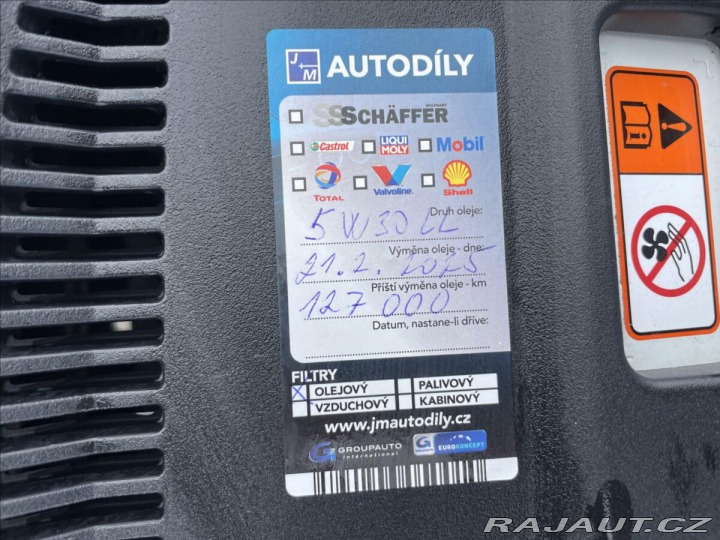 J+M AUTODÍLY
SCHÄFFER
Castrol LIQUI MOLY Mobil
TOTAL Valvoline. Shell
Druh oleje:
5W30 LL
Výměna oleje - dne:
21.2. 2025
Příští výměna oleje - km
127 000
Datum, nastane-li dříve:
FILTRY
X OLEJOVÝ PALIVOVÝ
VZDUCHOVÝ KABINOVÝ
www.jmautodily.cz
G GROUPAUTO International G EUROKONCEPT
RAJAUT.CZ